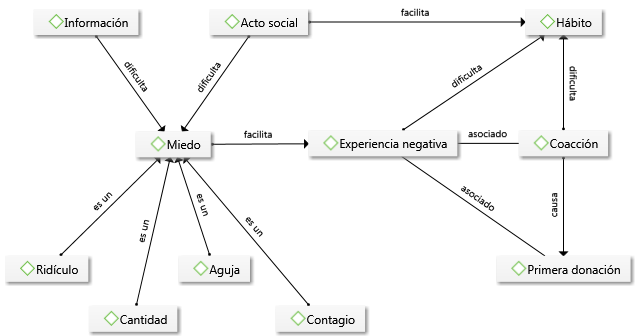 Información
Acto social
facilita
Hábito
dificulta
dificulta
dificulta
dificulta
Miedo
facilita
Experiencia negativa
asociado
Coacción
es un
es un
es un
es un
asociado
causa
Ridículo
Aguja
Primera donación
Cantidad
Contagio